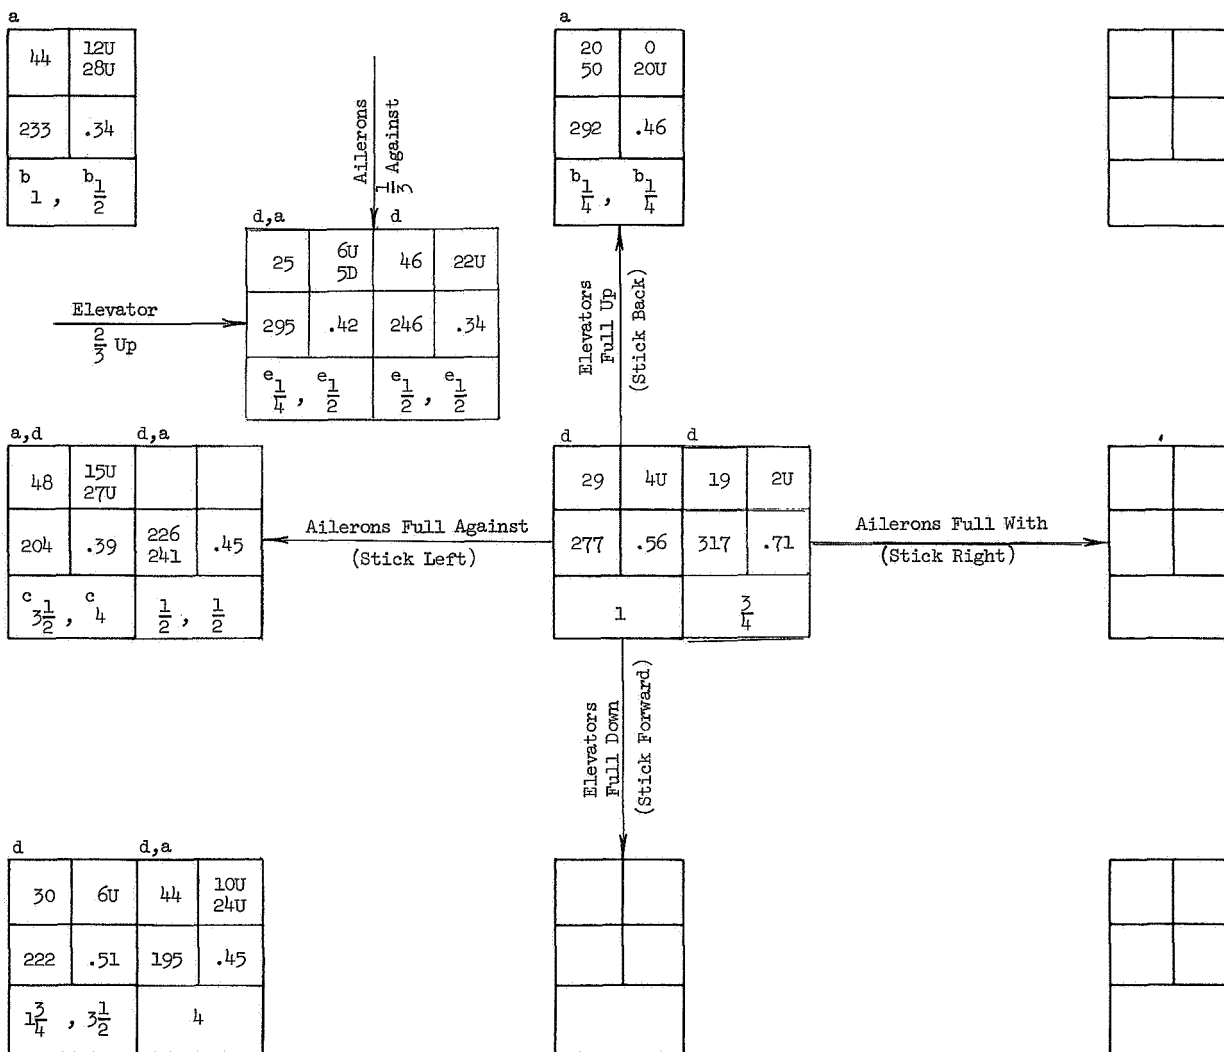 a
44 12U
28U
233 .34
b 1 , b 1/2
a
20 0
50 20U
292 .46
b 1/4 , b 1/4
Ailerons
1/3 Against
d,a d
25 6U 46 22U
5D
295 .42 246 .34
e 1/4 , e 1/2 e 1/2 , e 1/2
Elevator
2/3 Up
Elevators
Full Up
(Stick Back)
a,d d,a
48 15U
27U
204 .39 226 .45
241
c 3 1/2 , c 4 1/2 , 1/2
Ailerons Full Against
(Stick Left)
d d
29 4U 19 2U
277 .56 317 .71
1 3/4
Ailerons Full With
(Stick Right)
Elevators
Full Down
(Stick Forward)
d d,a
30 6U 44 10U
24U
222 .51 195 .45
1 3/4 , 3 1/2 4